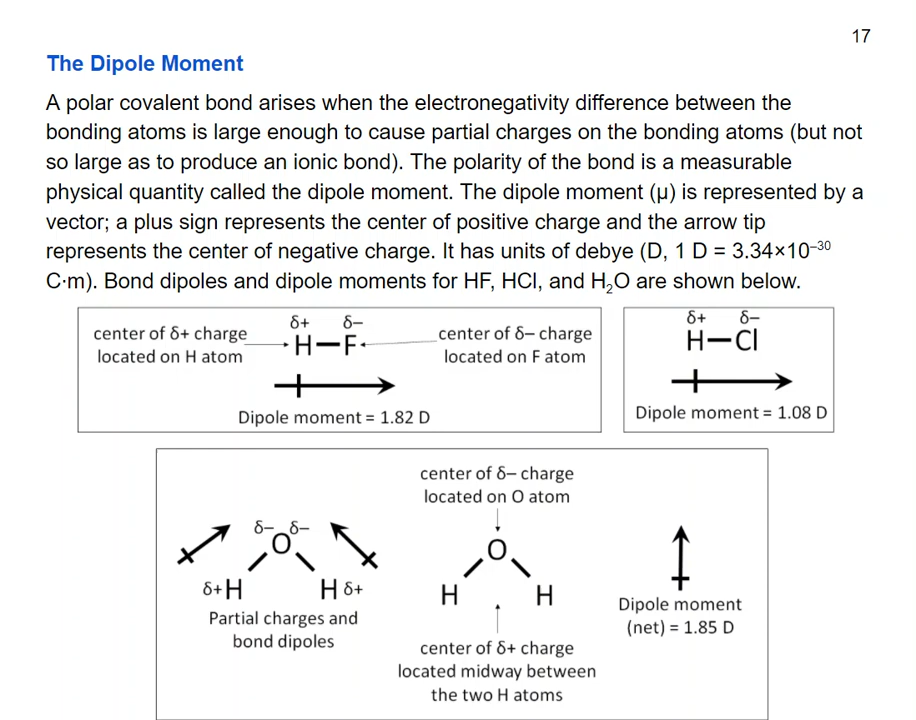 17
The Dipole Moment
A polar covalent bond arises when the electronegativity difference between the
bonding atoms is large enough to cause partial charges on the bonding atoms (but not
so large as to produce an ionic bond). The polarity of the bond is a measurable
physical quantity called the dipole moment. The dipole moment (μ) is represented by a
vector; a plus sign represents the center of positive charge and the arrow tip
represents the center of negative charge. It has units of debye (D, 1 D = 3.34×10⁻³⁰
C·m). Bond dipoles and dipole moments for HF, HCl, and H₂O are shown below.
center of δ+ charge
located on H atom
δ+ δ–
H–F
center of δ– charge
located on F atom
Dipole moment = 1.82 D
δ+ δ–
H–Cl
Dipole moment = 1.08 D
δ– δ–
O
δ+ H H δ+
Partial charges and
bond dipoles
center of δ– charge
located on O atom
O
H H
center of δ+ charge
located midway between
the two H atoms
Dipole moment
(net) = 1.85 D